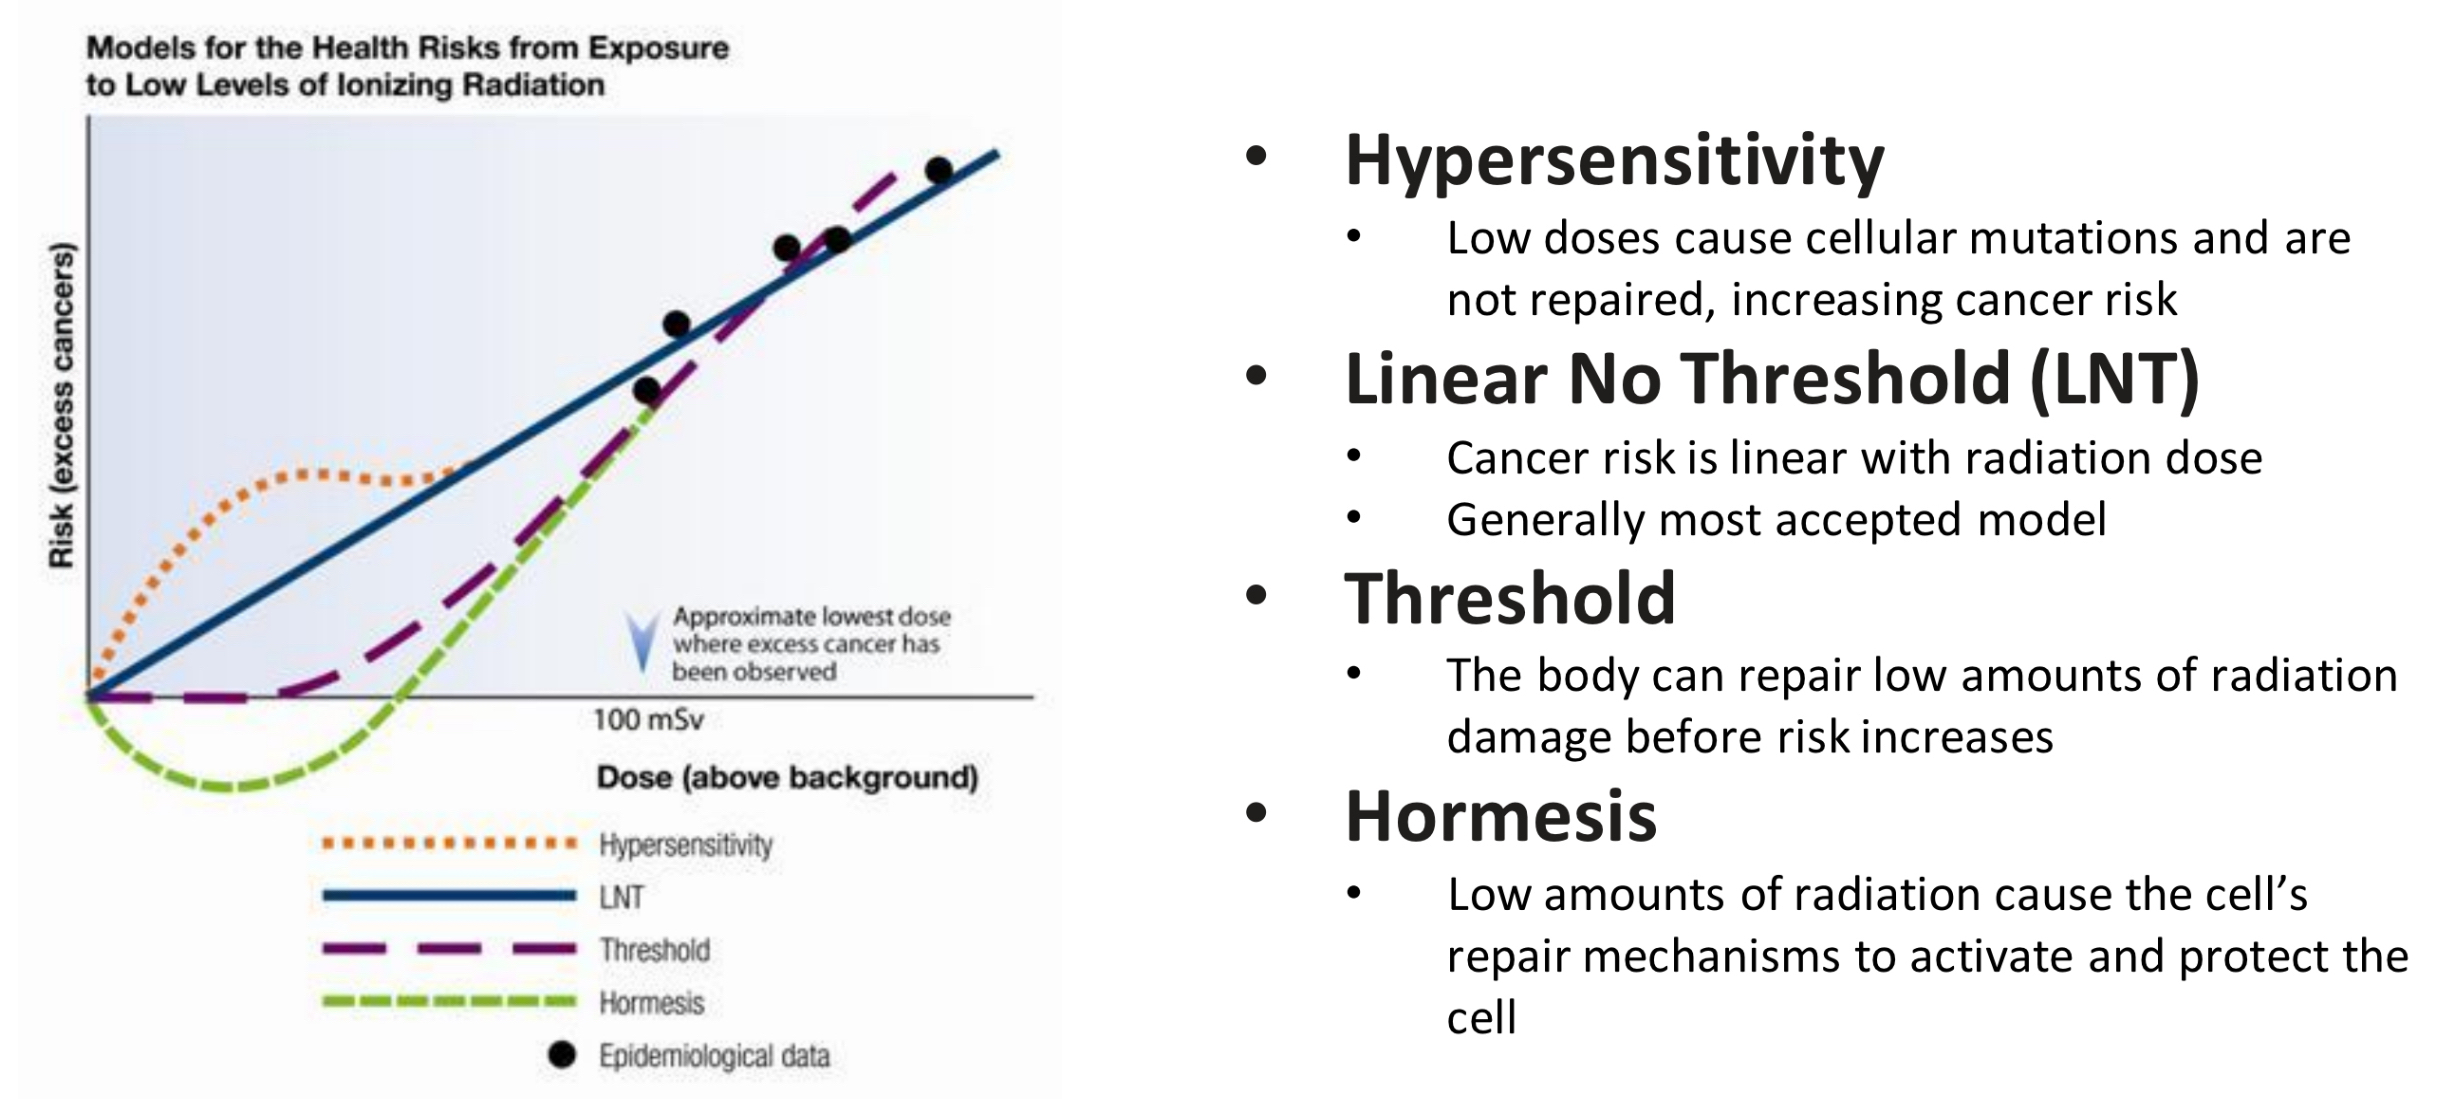 Models for the Health Risks from Exposure
to Low Levels of Ionizing Radiation
Risk (excess cancers)
Approximate lowest dose
where excess cancer has
been observed
100 mSv
Dose (above background)
Hypersensitivity
LNT
Threshold
Hormesis
Epidemiological data
• Hypersensitivity
• Low doses cause cellular mutations and are
not repaired, increasing cancer risk
• Linear No Threshold (LNT)
• Cancer risk is linear with radiation dose
• Generally most accepted model
• Threshold
• The body can repair low amounts of radiation
damage before risk increases
• Hormesis
• Low amounts of radiation cause the cell’s
repair mechanisms to activate and protect the
cell